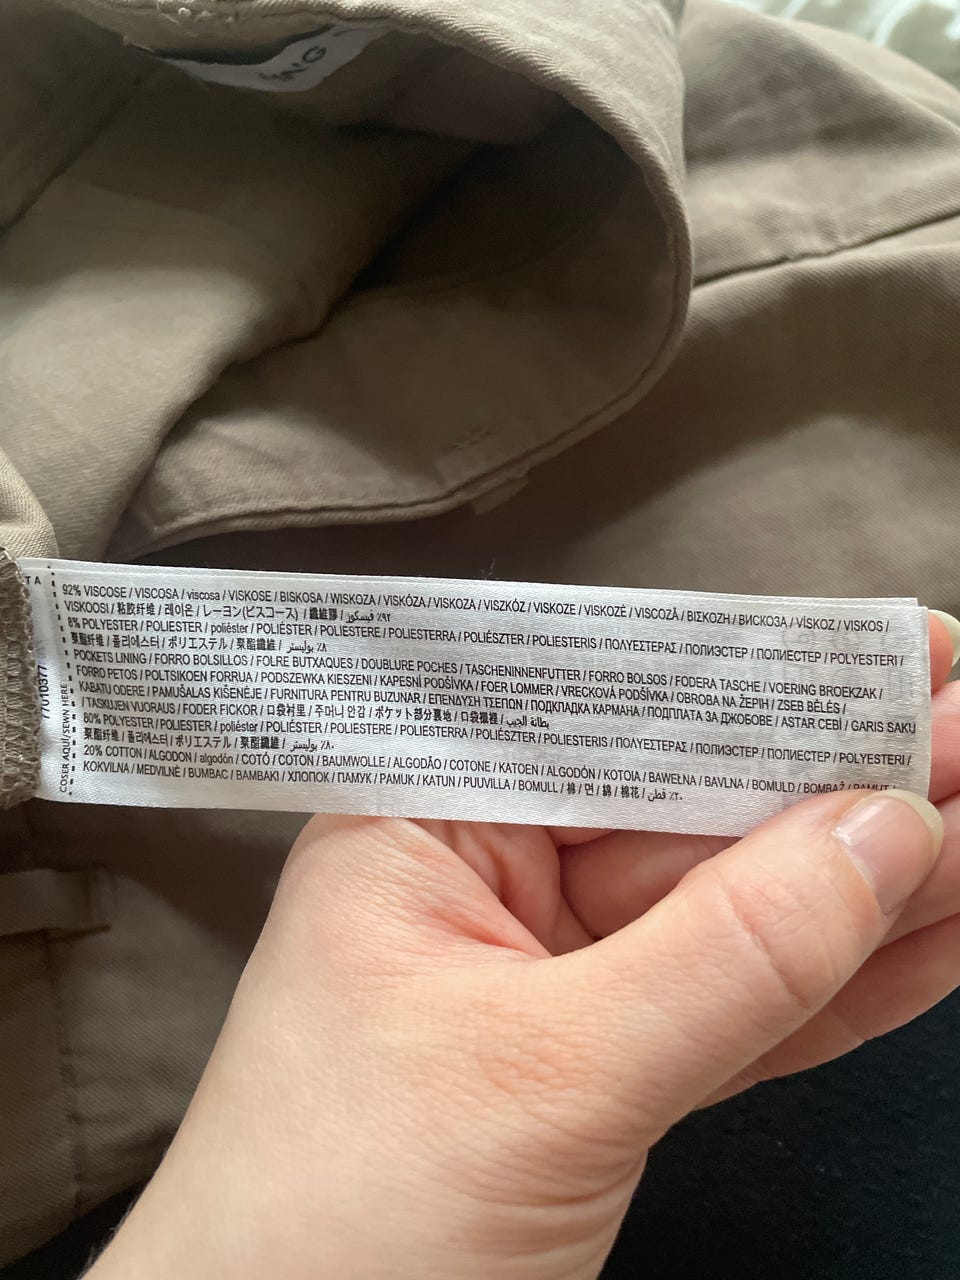 92% VISCOSE / VISCOSA / viscosa / VISKOSE / BISKOSA / WISKOZA / VISKÓZA / VISKOZA / VISZKÓZ / VISKOZE / VISKOZĖ / VISCOZĂ / ΒΙΣΚΟΖΗ / ВИСКОЗА / VİSKOZ / VISKOS /
VISKOOSI / 粘胶纤维 / 레이온 / レーヨン(ビスコース) / 纖維膠 / ٩٢٪ فيسكوز
8% POLYESTER / POLIESTER / poliéster / POLIÉSTER / POLIESTERE / POLIESTERRA / POLIÉSZTER / POLIESTERIS / ΠΟΛΥΕΣΤΕΡΑΣ / ПОЛИЭСТЕР / ПОЛИЕСТЕР / POLYESTERI /
聚酯纤维 / 폴리에스터 / ポリエステル / 聚酯纖維 / ٨٪ بوليستر
POCKETS LINING / FORRO BOLSILLOS / FOLRE BUTXAQUES / DOUBLURE POCHES / TASCHENINNENFUTTER / FORRO BOLSOS / FODERA TASCHE / VOERING BROEKZAK /
FORRO PETOS / POLTSIKOEN FORRUA / PODSZEWKA KIESZENI / KAPESNÍ PODŠÍVKA / FOER LOMMER / VRECKOVÁ PODŠÍVKA / OBROBA NA ŽEPIH / ZSEB BÉLÉS /
KABATU ODERE / PAMUŠALAS KIŠENĖJE / FURNITURA PENTRU BUZUNAR / ΕΠΕΝΔΥΣΗ ΤΣΕΠΩΝ / ПОДКЛАДКА КАРМАНА / ПОДПЛАТА ЗА ДЖОБОВЕ / ASTAR CEBİ / GARIS SAKU
/ TASKUJEN VUORAUS / FODER FICKOR / 口袋衬里 / 주머니 안감 / ポケット部分裏地 / 口袋襯裡 / بطانة الجيب
80% POLYESTER / POLIESTER / poliéster / POLIÉSTER / POLIESTERE / POLIESTERRA / POLIÉSZTER / POLIESTERIS / ΠΟΛΥΕΣΤΕΡΑΣ / ПОЛИЭСТЕР / ПОЛИЕСТЕР / POLYESTERI /
聚酯纤维 / 폴리에스터 / ポリエステル / 聚酯纖維 / ٨٠٪ بوليستر
20% COTTON / ALGODON / algodón / COTÓ / COTON / BAUMWOLLE / ALGODÃO / COTONE / KATOEN / ALGODÓN / KOTOIA / BAWEŁNA / BAVLNA / BOMULD / BOMBAŽ / PAMUT /
KOKVILNA / MEDVILNĖ / BUMBAC / ΒΑΜΒΑΚΙ / ХЛОПОК / ПАМУК / PAMUK / KATUN / PUUVILLA / BOMULL / 棉 / 면 / 綿 / 棉花 / ٢٠٪ قطن
COSER AQUÍ/SEWN HERE
77010377